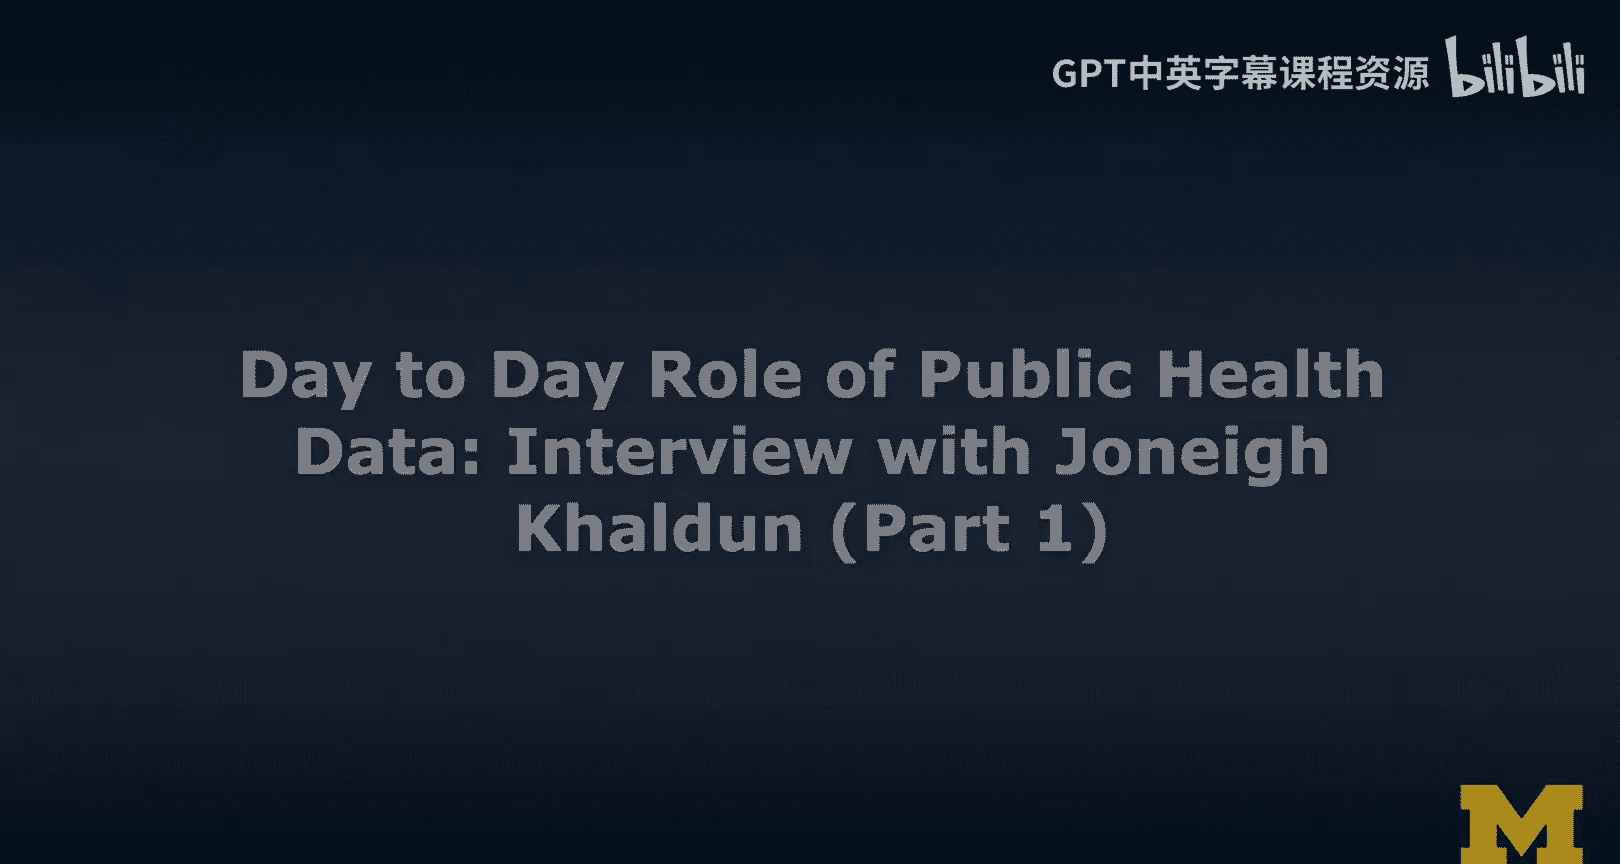 GPT中英字幕课程资源 bilibili
Day to Day Role of Public Health
Data: Interview with Joneigh
Khaldun (Part 1)
M